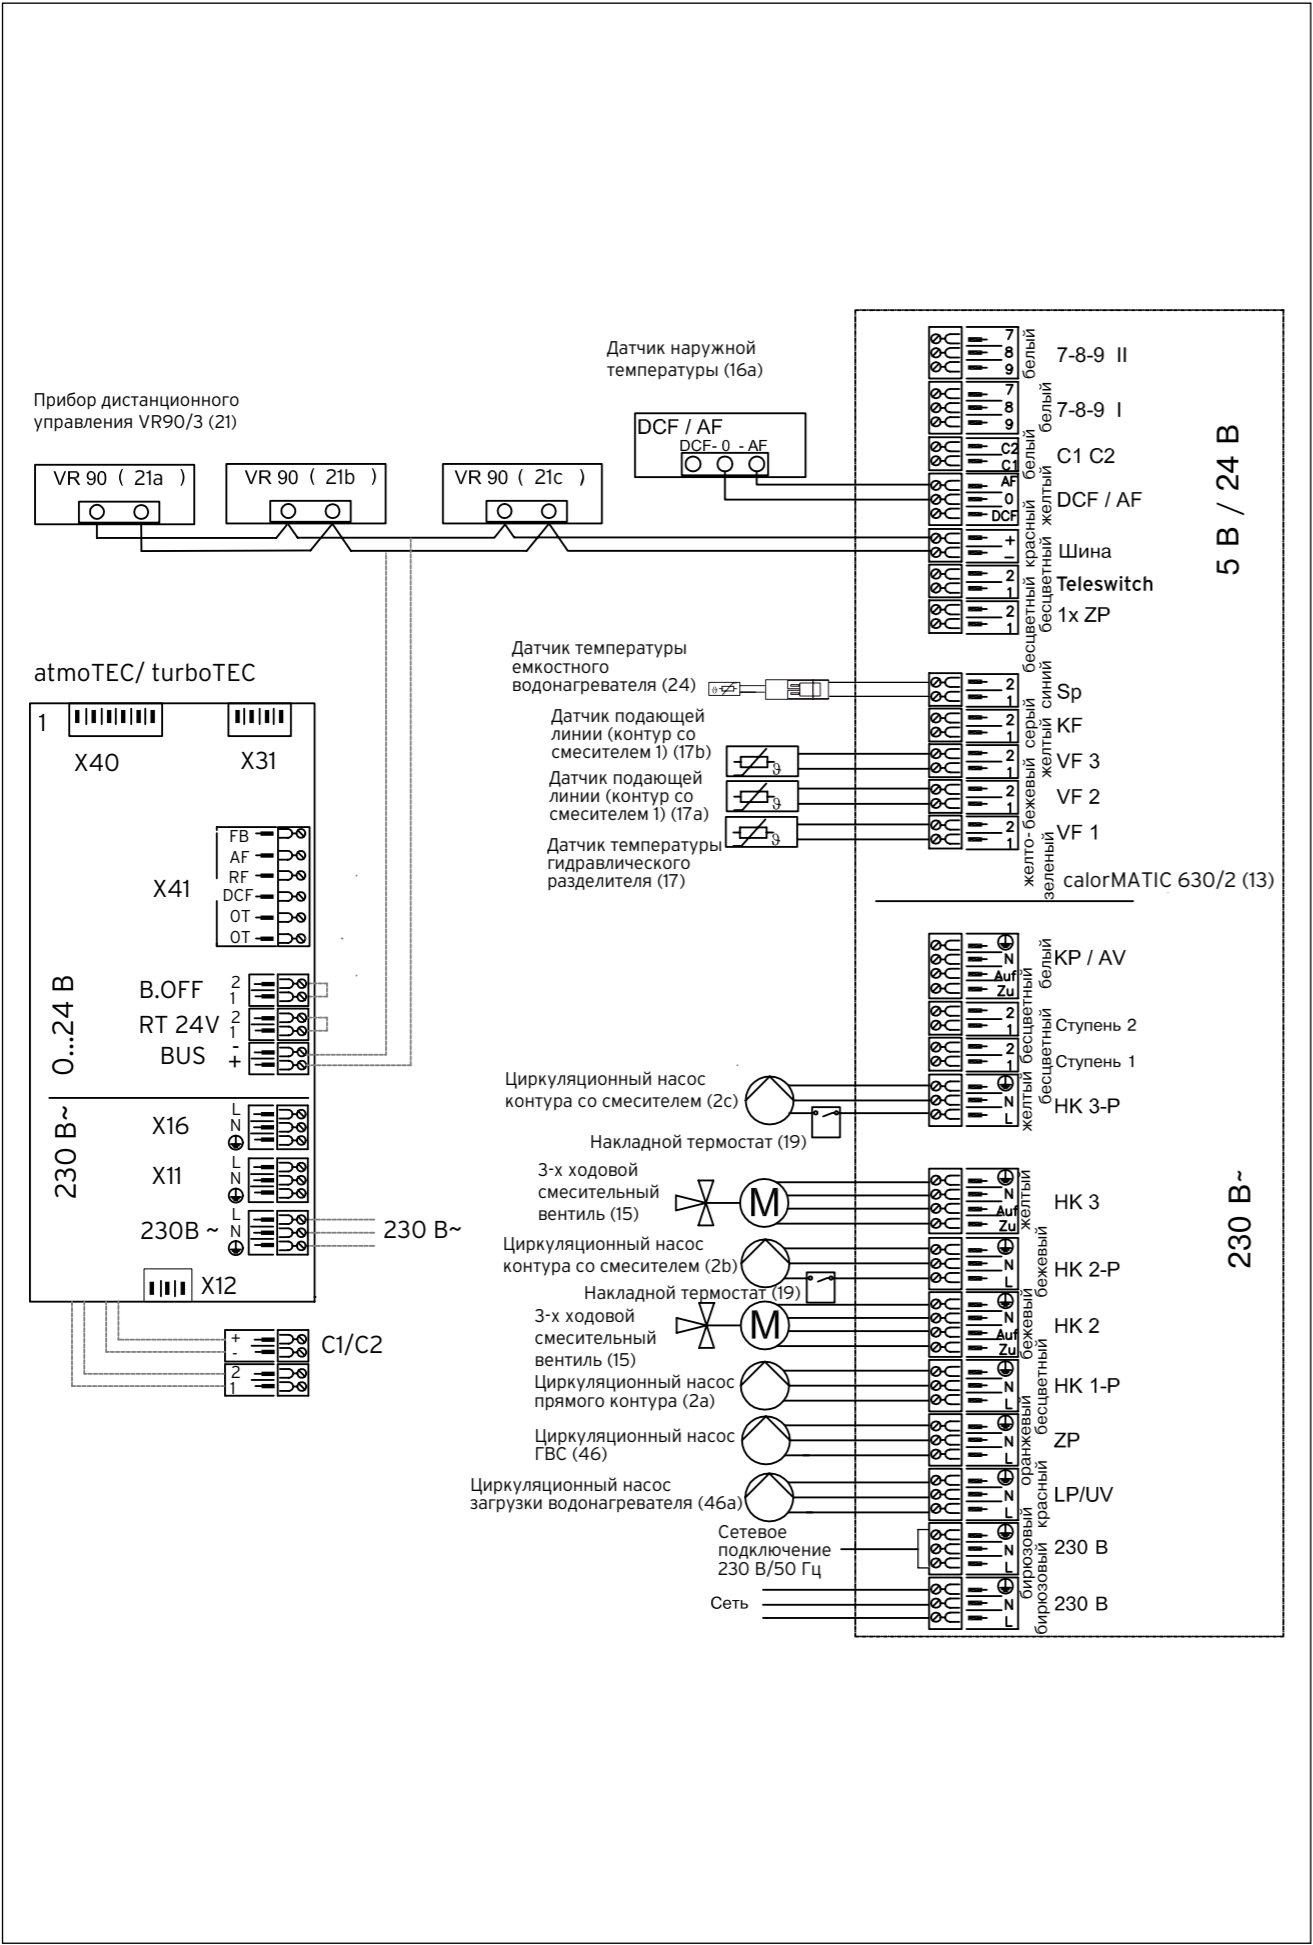 Датчик наружной
температуры (16a)
Прибор дистанционного
управления VR90/3 (21)
DCF / AF
DCF- 0 - AF
VR 90 ( 21a )
VR 90 ( 21b )
VR 90 ( 21c )
7
8
9
белый
7-8-9 II
7
8
9
белый
7-8-9 I
C2
C1
белый
C1 C2
AF
0
DCF
желтый
DCF / AF
+
–
красный
Шина
2
1
бесцветный
Teleswitch
2
1
бесцветный
1x ZP
5 В / 24 В
Датчик температуры
емкостного
водонагревателя (24)
2
1
синий
Sp
Датчик подающей
линии (контур со
смесителем 1) (17b)
2
1
серый
KF
2
1
желтый
VF 3
Датчик подающей
линии (контур со
смесителем 1) (17a)
2
1
бежевый
VF 2
Датчик температуры
гидравлического
разделителя (17)
2
1
желто-
зеленый
VF 1
ϑ
ϑ
ϑ
ϑ
calorMATIC 630/2 (13)
atmoTEC/ turboTEC
1
X40
X31
X41
FB
AF
RF
DCF
OT
OT
0...24 В
B.OFF
2
1
RT 24V
2
1
BUS
-
+
230 В~
X16
L
N
X11
L
N
230В ~
L
N
230 В~
X12
+
-
C1/C2
2
1
N
Auf
Zu
белый
KP / AV
2
1
бесцветный
Ступень 2
2
1
бесцветный
Ступень 1
Циркуляционный насос
контура со смесителем (2c)
Накладной термостат (19)
N
L
желтый
HK 3-P
3-х ходовой
смесительный
вентиль (15)
M
N
Auf
Zu
желтый
HK 3
Циркуляционный насос
контура со смесителем (2b)
Накладной термостат (19)
N
L
бежевый
HK 2-P
3-х ходовой
смесительный
вентиль (15)
M
N
Auf
Zu
бежевый
HK 2
Циркуляционный насос
прямого контура (2a)
N
L
бесцветный
HK 1-P
Циркуляционный насос
ГВС (46)
N
L
оранжевый
ZP
Циркуляционный насос
загрузки водонагревателя (46a)
N
L
красный
LP/UV
Сетевое
подключение
230 В/50 Гц
N
L
бирюзовый
230 В
Сеть
N
L
бирюзовый
230 В
230 В~